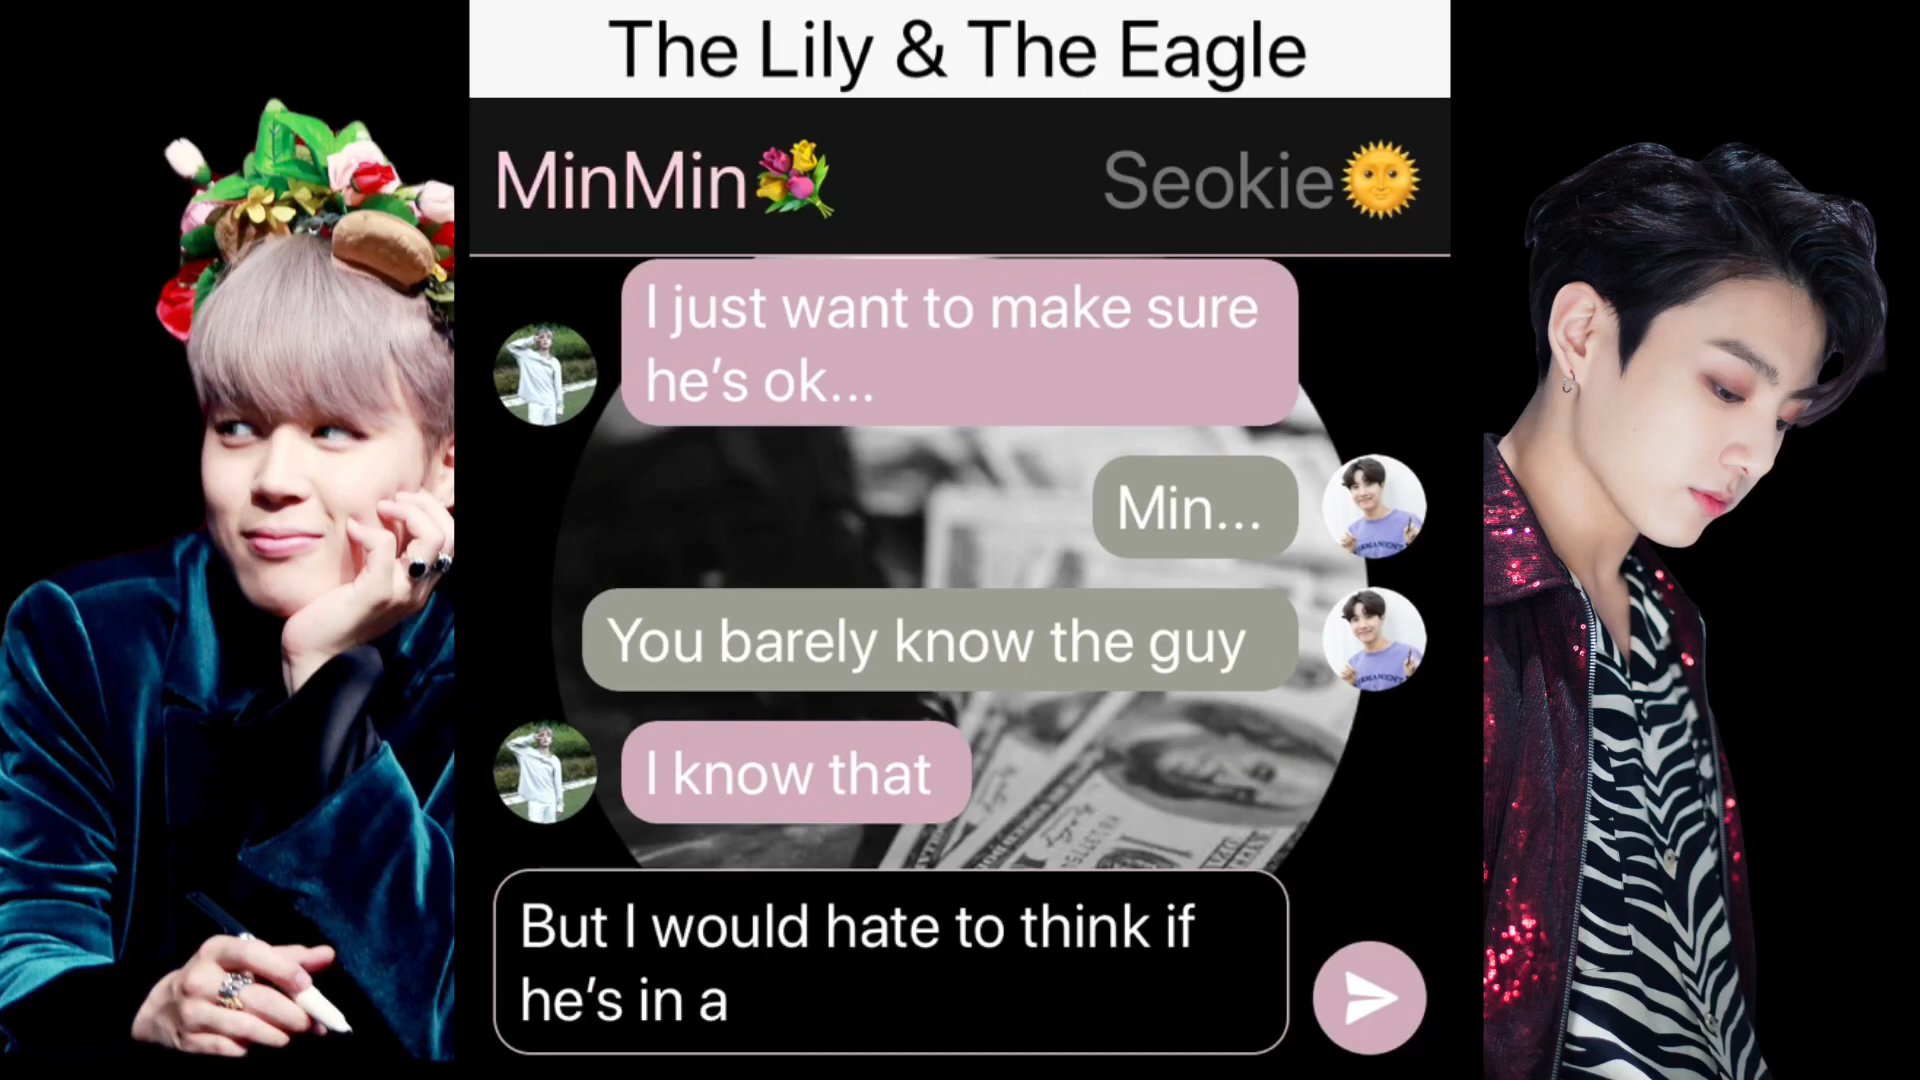 The Lily & The Eagle
MinMin💐 Seokie🌞
I just want to make sure
he's ok...
Min...
You barely know the guy
I know that
But I would hate to think if
he's in a